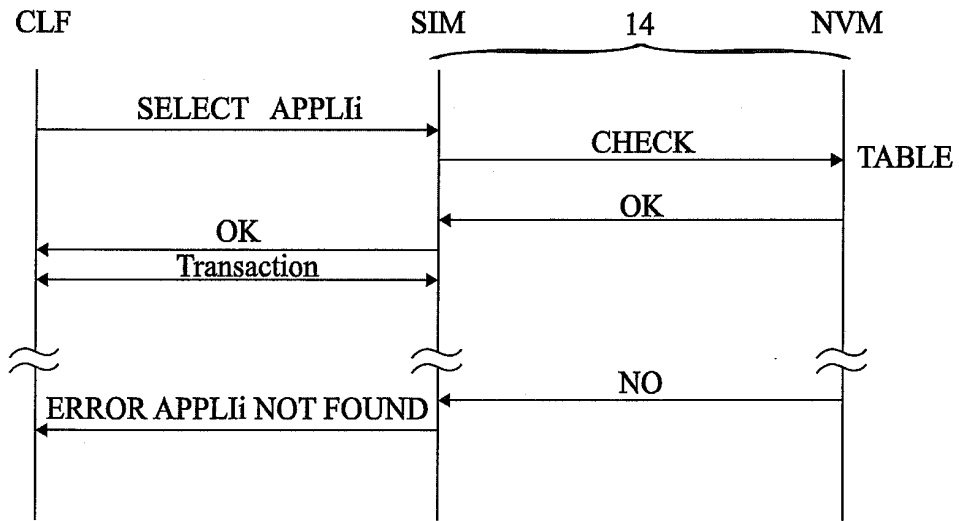 CLF SIM 14 NVM
SELECT APPLIi
CHECK
TABLE
OK
OK
Transaction
NO
ERROR APPLIi NOT FOUND